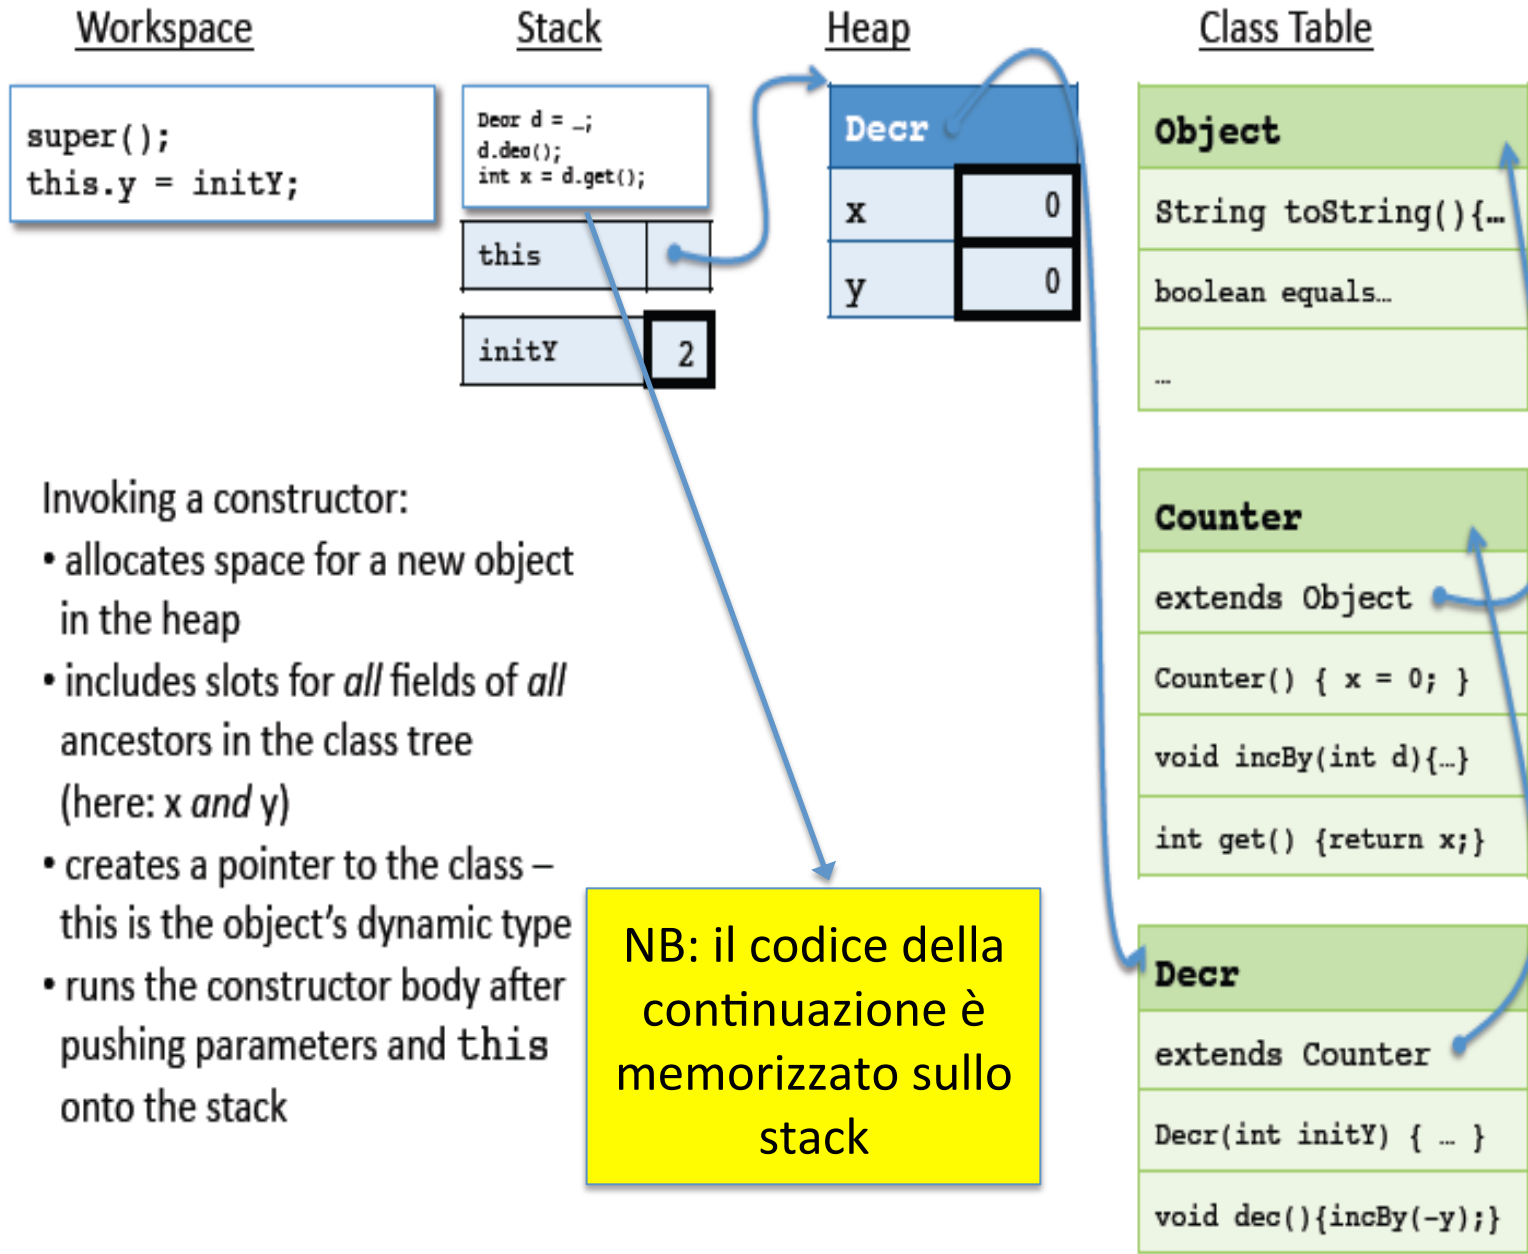 Workspace
super();
this.y = initY;
Stack
Decr d = _;
d.dec();
int x = d.get();
this
initY 2
Heap
Decr
x 0
y 0
Class Table
Object
String toString(){…
boolean equals…
…
Counter
extends Object
Counter() { x = 0; }
void incBy(int d){…}
int get() {return x;}
Decr
extends Counter
Decr(int initY) { … }
void dec(){incBy(-y);}
Invoking a constructor:
• allocates space for a new object
in the heap
• includes slots for all fields of all
ancestors in the class tree
(here: x and y)
• creates a pointer to the class –
this is the object's dynamic type
• runs the constructor body after
pushing parameters and this
onto the stack
NB: il codice della
continuazione è
memorizzato sullo
stack